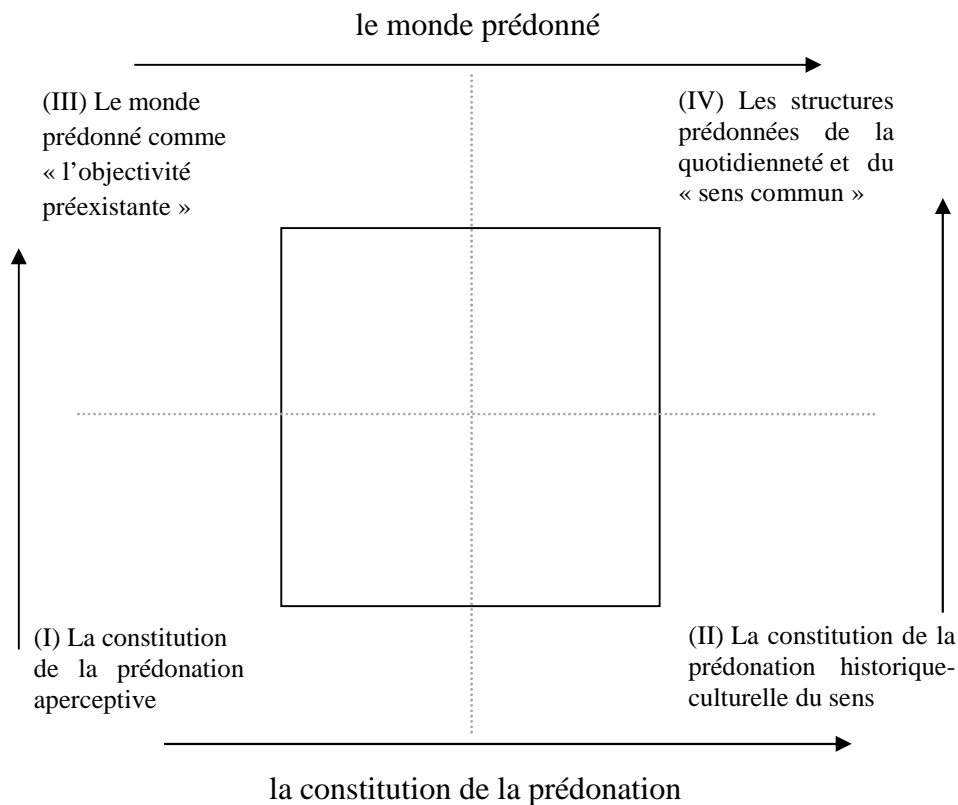 le monde prédonné
(III) Le monde
prédonné comme
« l’objectivité
préexistante »
(IV) Les structures
prédonnées de la
quotidienneté et du
« sens commun »
(I) La constitution
de la prédonation
aperceptive
(II) La constitution de la
prédonation historique-
culturelle du sens
la constitution de la prédonation